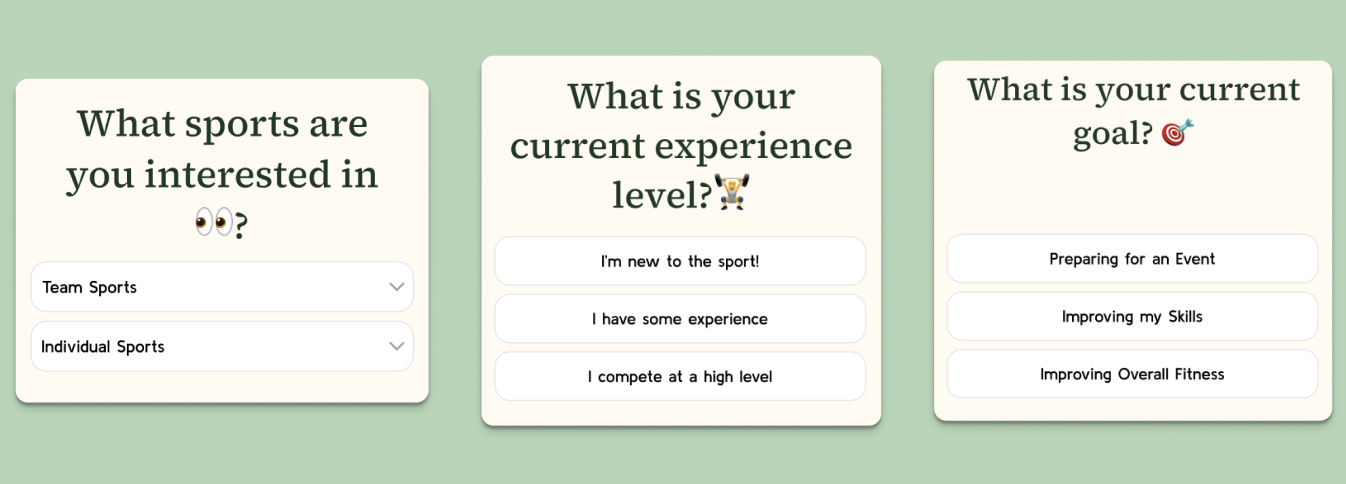 What sports are
you interested in
👀?
Team Sports
Individual Sports
What is your
current experience
level?🏋️
I'm new to the sport!
I have some experience
I compete at a high level
What is your current
goal? 🎯
Preparing for an Event
Improving my Skills
Improving Overall Fitness